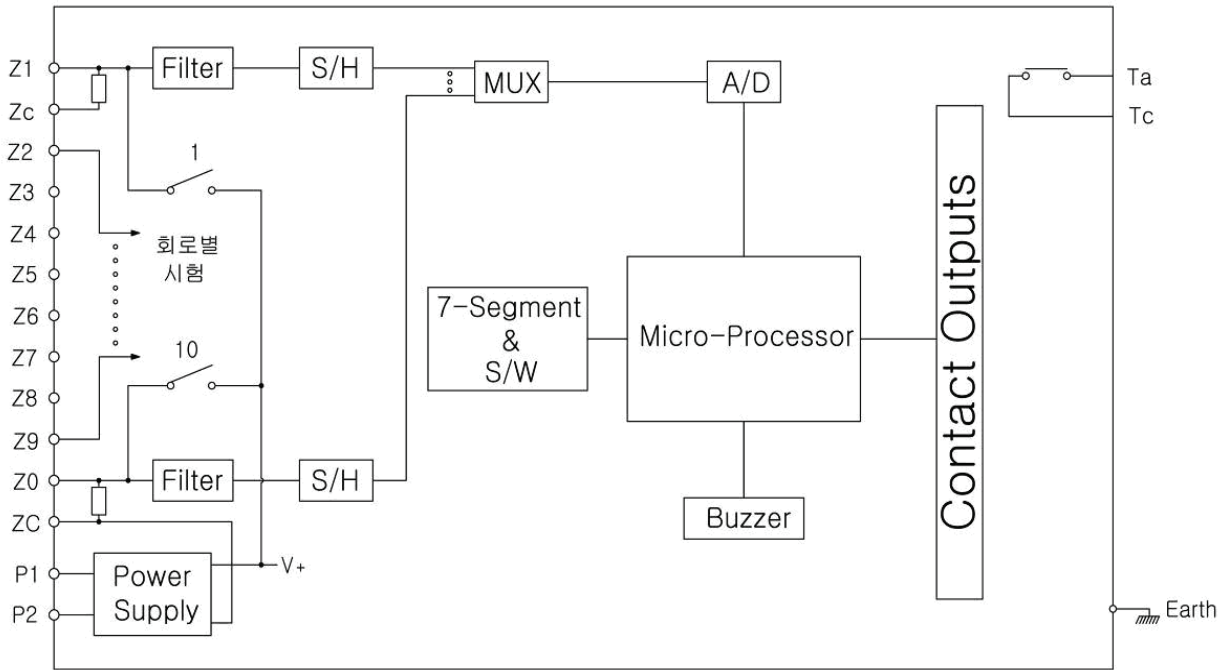 Z1
Zc
Z2
Z3
Z4
Z5
Z6
Z7
Z8
Z9
Z0
ZC
P1
P2
Filter
S/H
MUX
A/D
1
회로별
시험
10
Filter
S/H
Power
Supply
V+
7-Segment
&
S/W
Micro-Processor
Buzzer
Contact Outputs
Ta
Tc
Earth